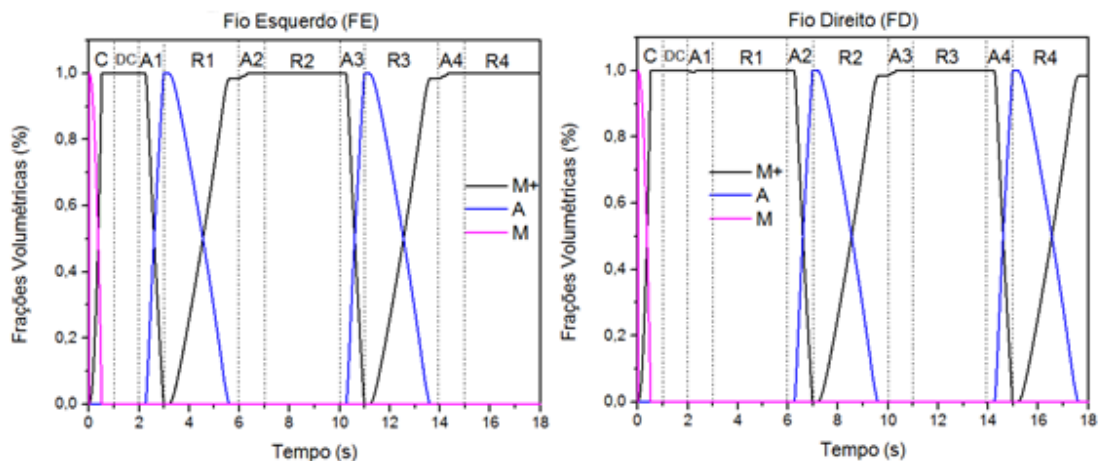 Fio Esquerdo (FE)
C DC A1 R1 A2 R2 A3 R3 A4 R4
Frações Volumétricas (%)
1,0
0,8
0,6
0,4
0,2
0,0
M+
A
M
0 2 4 6 8 10 12 14 16 18
Tempo (s)
Fio Direito (FD)
C DC A1 R1 A2 R2 A3 R3 A4 R4
Frações Volumétricas (%)
1,0
0,8
0,6
0,4
0,2
0,0
M+
A
M
0 2 4 6 8 10 12 14 16 18
Tempo (s)